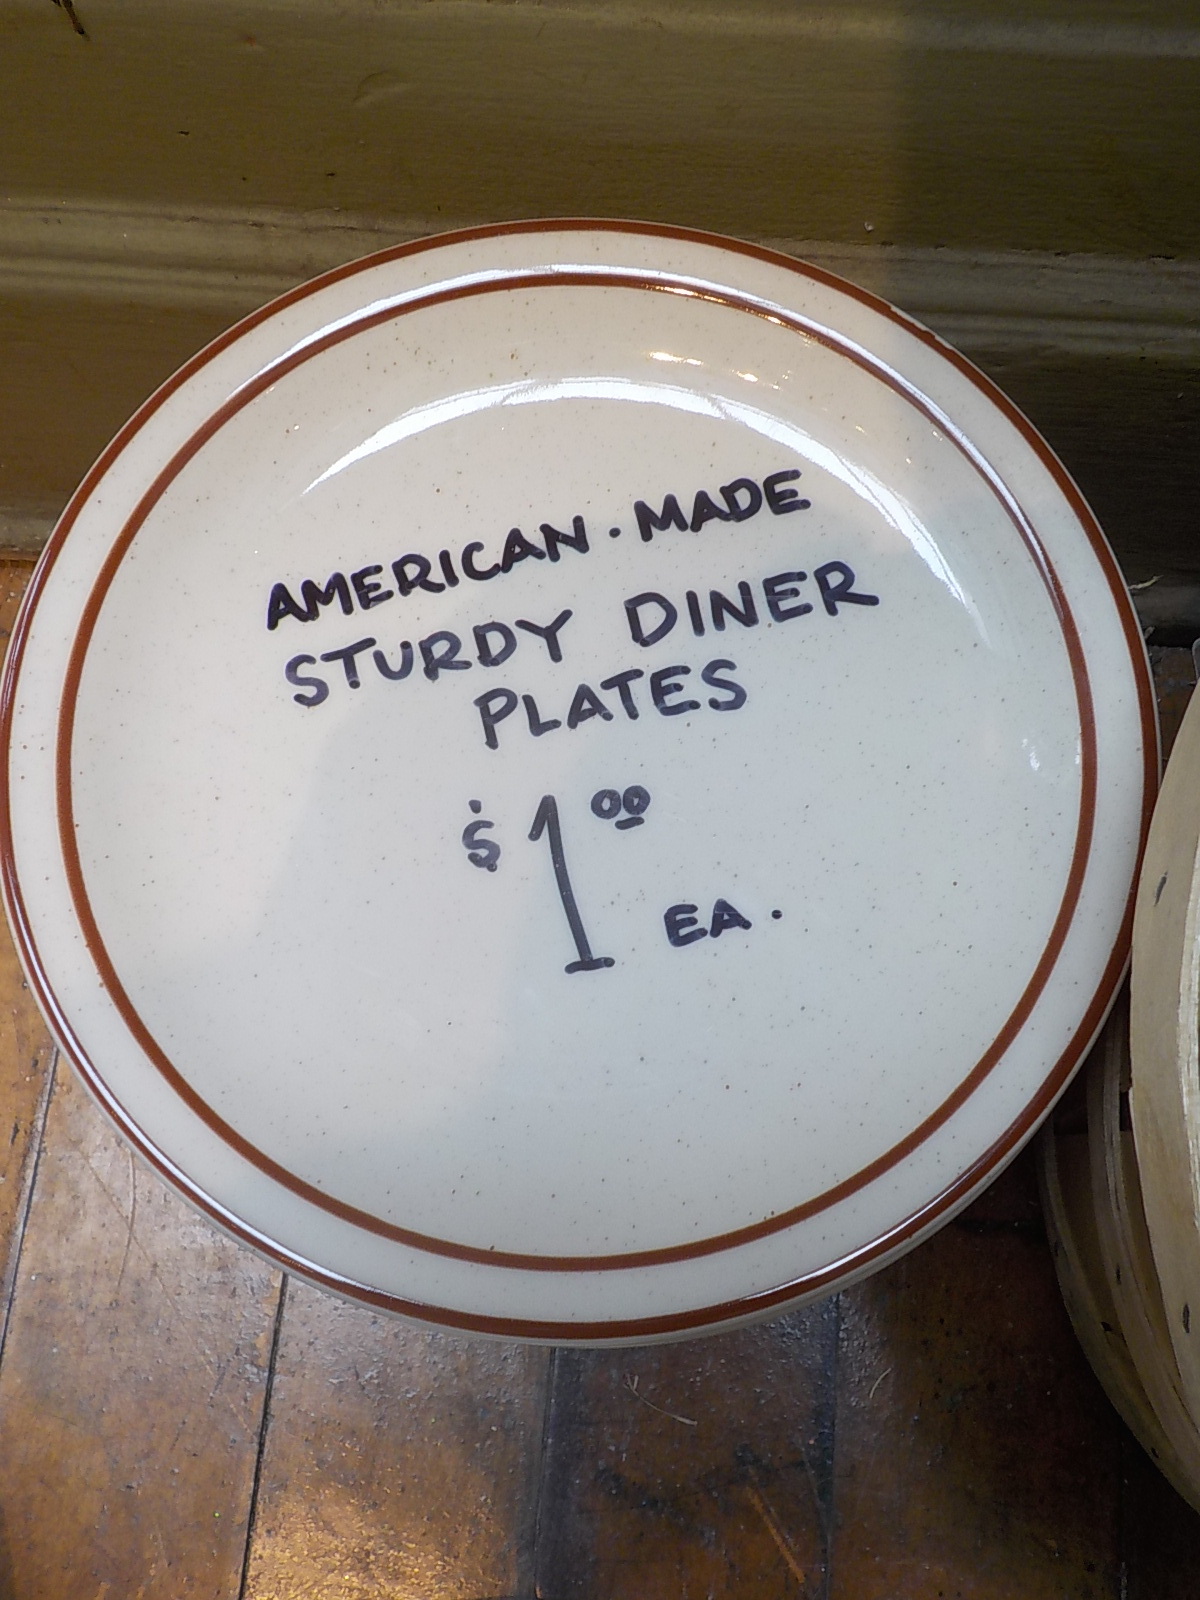 AMERICAN · MADE
STURDY DINER
PLATES
$1 00 EA.